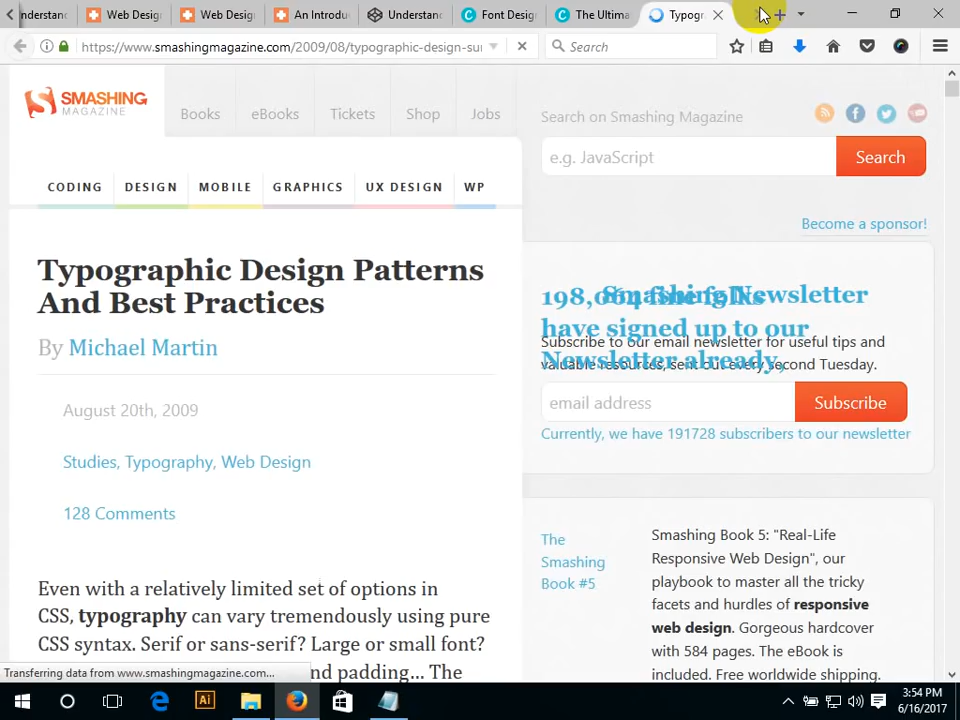 nderstand
Web Desig
Web Desig
An Introdu
Understan
Font Desig
The Ultima
Typogr
https://www.smashingmagazine.com/2009/08/typographic-design-su
Search
SMASHING
MAGAZINE
Books
eBooks
Tickets
Shop
Jobs
CODING
DESIGN
MOBILE
GRAPHICS
UX DESIGN
WP
Typographic Design Patterns
And Best Practices
By Michael Martin
August 20th, 2009
Studies, Typography, Web Design
128 Comments
Even with a relatively limited set of options in
CSS, typography can vary tremendously using pure
CSS syntax. Serif or sans-serif? Large or small font?
nd padding... The
Search on Smashing Magazine
e.g. JavaScript
Search
Become a sponsor!
Smashing Newsletter
198,064 fine folks
have signed up to our
Newsletter already,
Subscribe to our email newsletter for useful tips and
valuable resources, sent out every second Tuesday.
email address
Subscribe
Currently, we have 191728 subscribers to our newsletter
The
Smashing
Book #5
Smashing Book 5: "Real-Life
Responsive Web Design", our
playbook to master all the tricky
facets and hurdles of responsive
web design. Gorgeous hardcover
with 584 pages. The eBook is
included. Free worldwide shipping.
Transferring data from www.smashingmagazine.com...
Ai
3:54 PM
6/16/2017